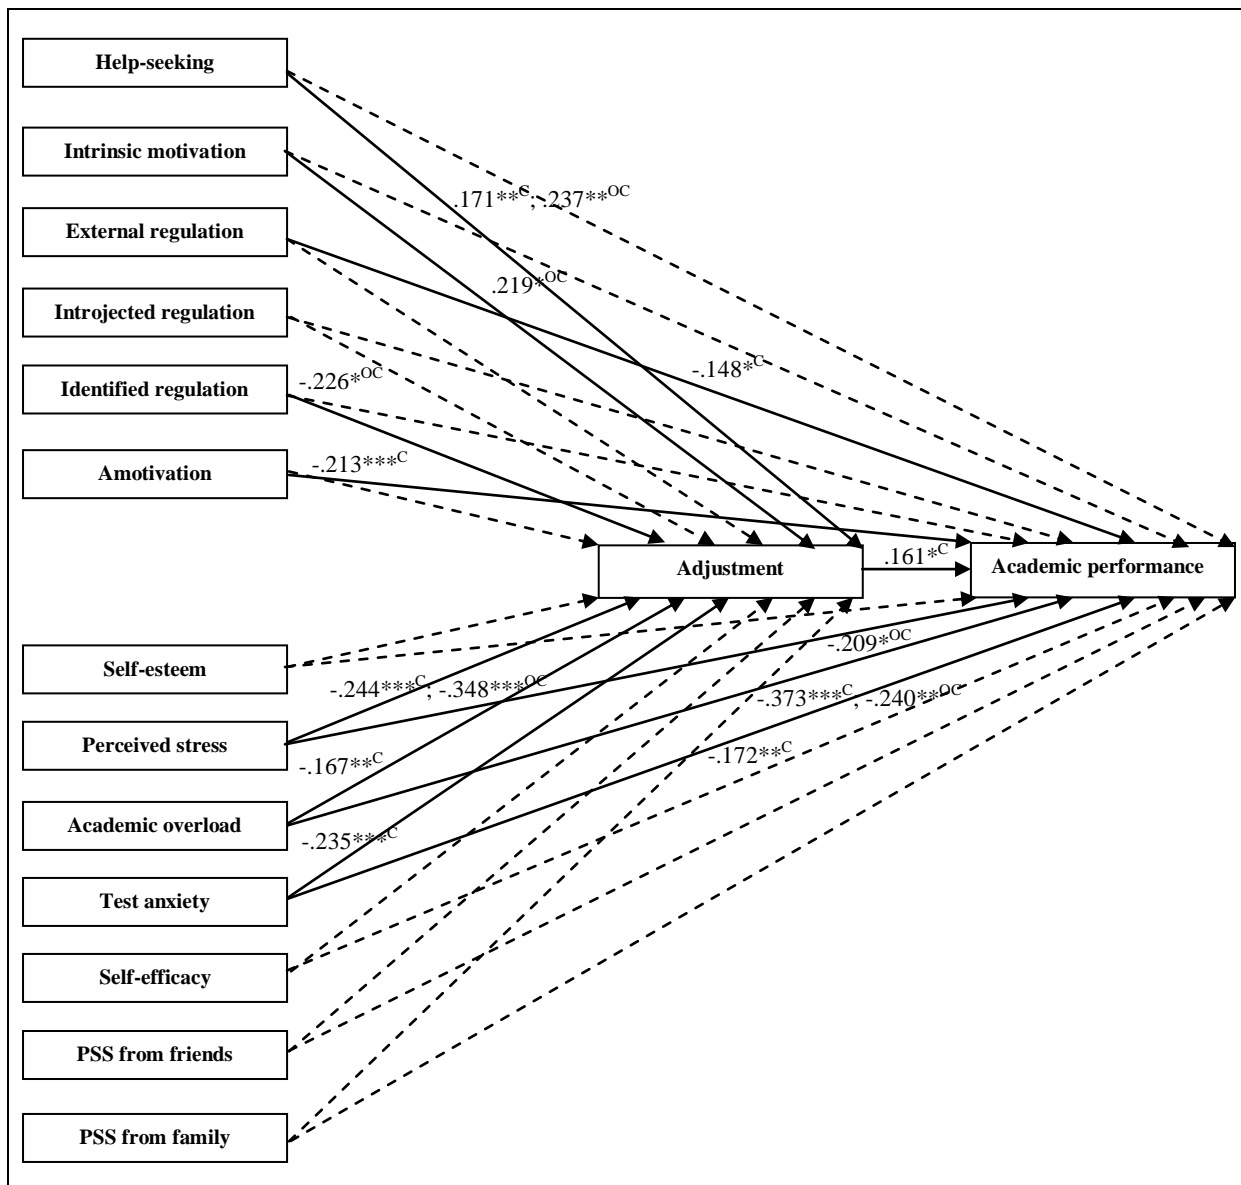 Help-seeking
Intrinsic motivation
.171**C; .237**OC
External regulation
.219*OC
Introjected regulation
-.148*C
Identified regulation
-.226*OC
Amotivation
-.213***C
Adjustment
.161*C
Academic performance
Self-esteem
-.209*OC
-.244***C; -.348***OC
-.373***C, -.240**OC
Perceived stress
-.167**C
-.172**C
Academic overload
-.235***C
Test anxiety
Self-efficacy
PSS from friends
PSS from family